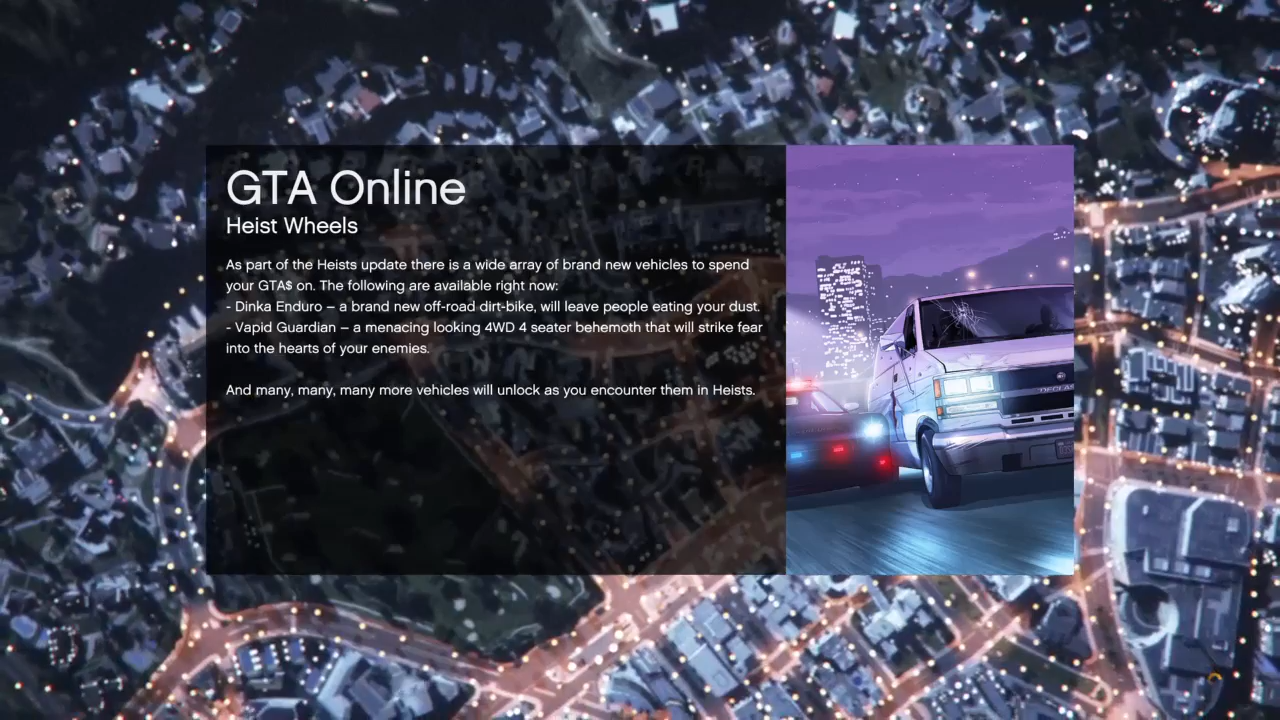 GTA Online
Heist Wheels
As part of the Heists update there is a wide array of brand new vehicles to spend
your GTA$ on. The following are available right now:
- Dinka Enduro – a brand new off-road dirt-bike, will leave people eating your dust.
- Vapid Guardian – a menacing looking 4WD 4 seater behemoth that will strike fear
into the hearts of your enemies.
And many, many, many more vehicles will unlock as you encounter them in Heists.